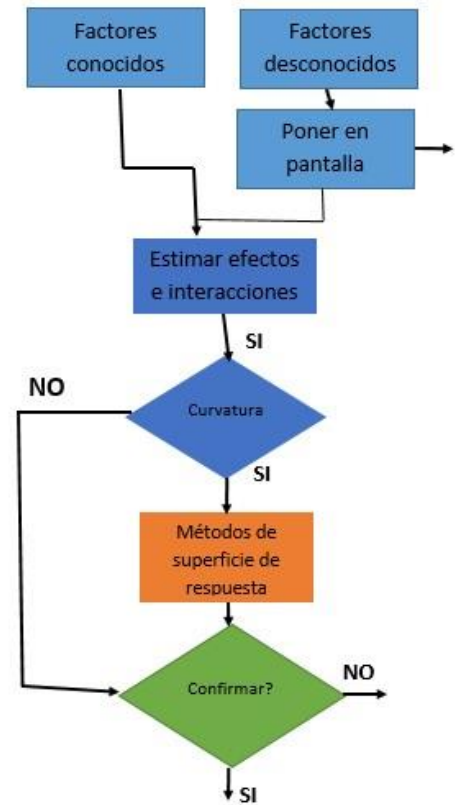 Factores
conocidos
Factores
desconocidos
Poner en
pantalla
Estimar efectos
e interacciones
SI
NO
Curvatura
SI
Métodos de
superficie de
respuesta
Confirmar?
NO
SI